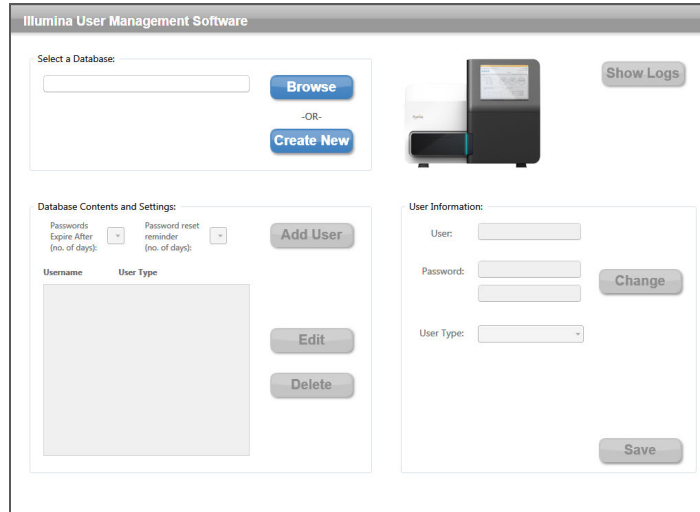 Illumina User Management Software
Select a Database:
Browse
-OR-
Create New
Show Logs
Database Contents and Settings:
Passwords
Expire After
(no. of days):
Password reset
reminder
(no. of days):
Add User
Username User Type
Edit
Delete
User Information:
User:
Password:
Change
User Type:
Save